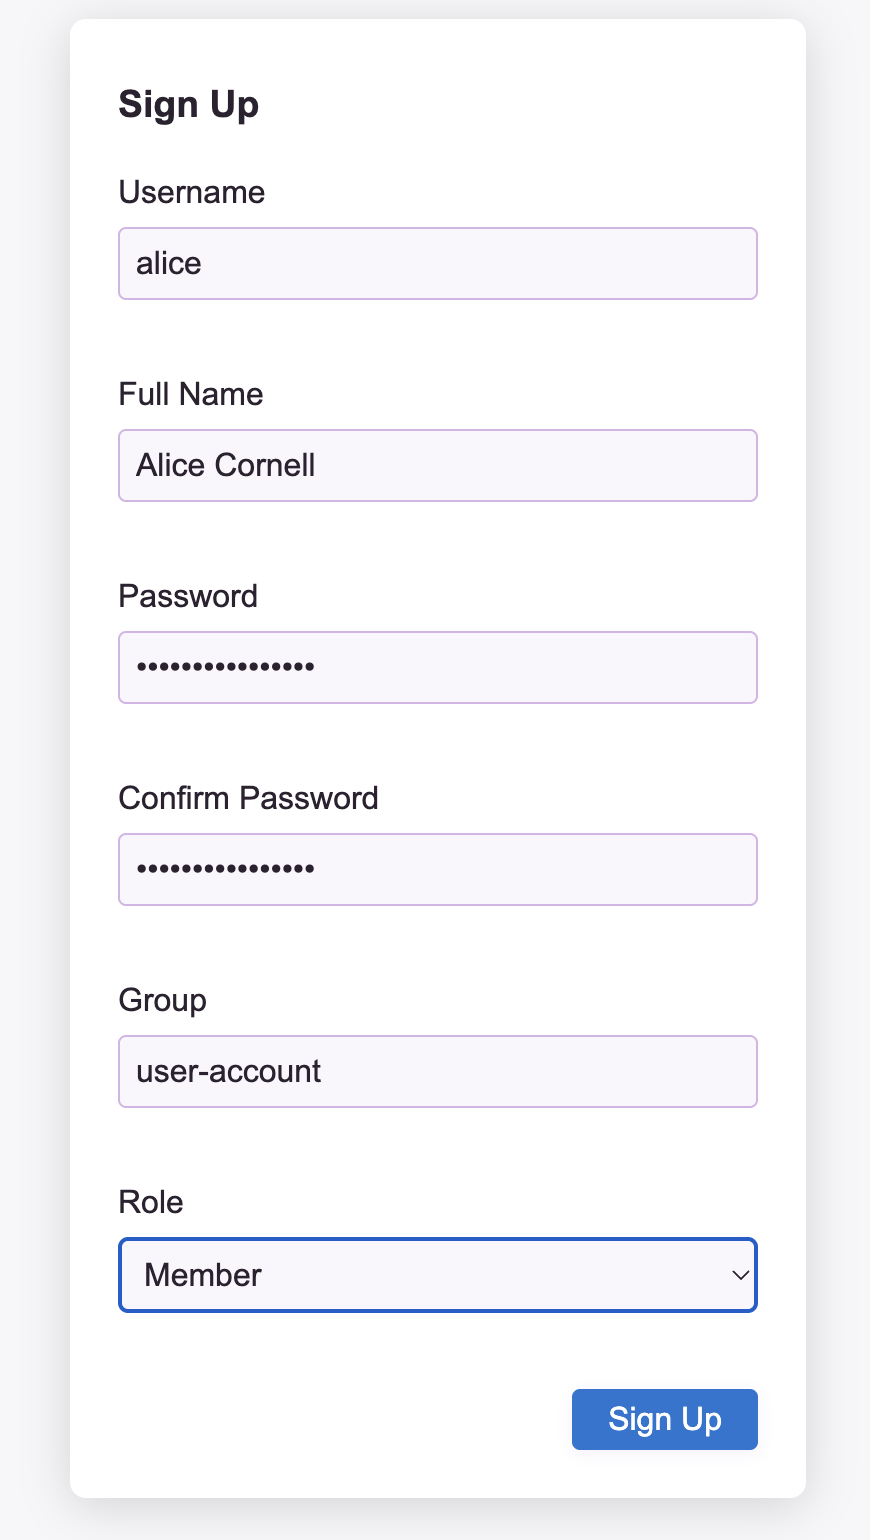 Sign Up
Username
alice
Full Name
Alice Cornell
Password
••••••••••••••••
Confirm Password
••••••••••••••••
Group
user-account
Role
Member
Sign Up